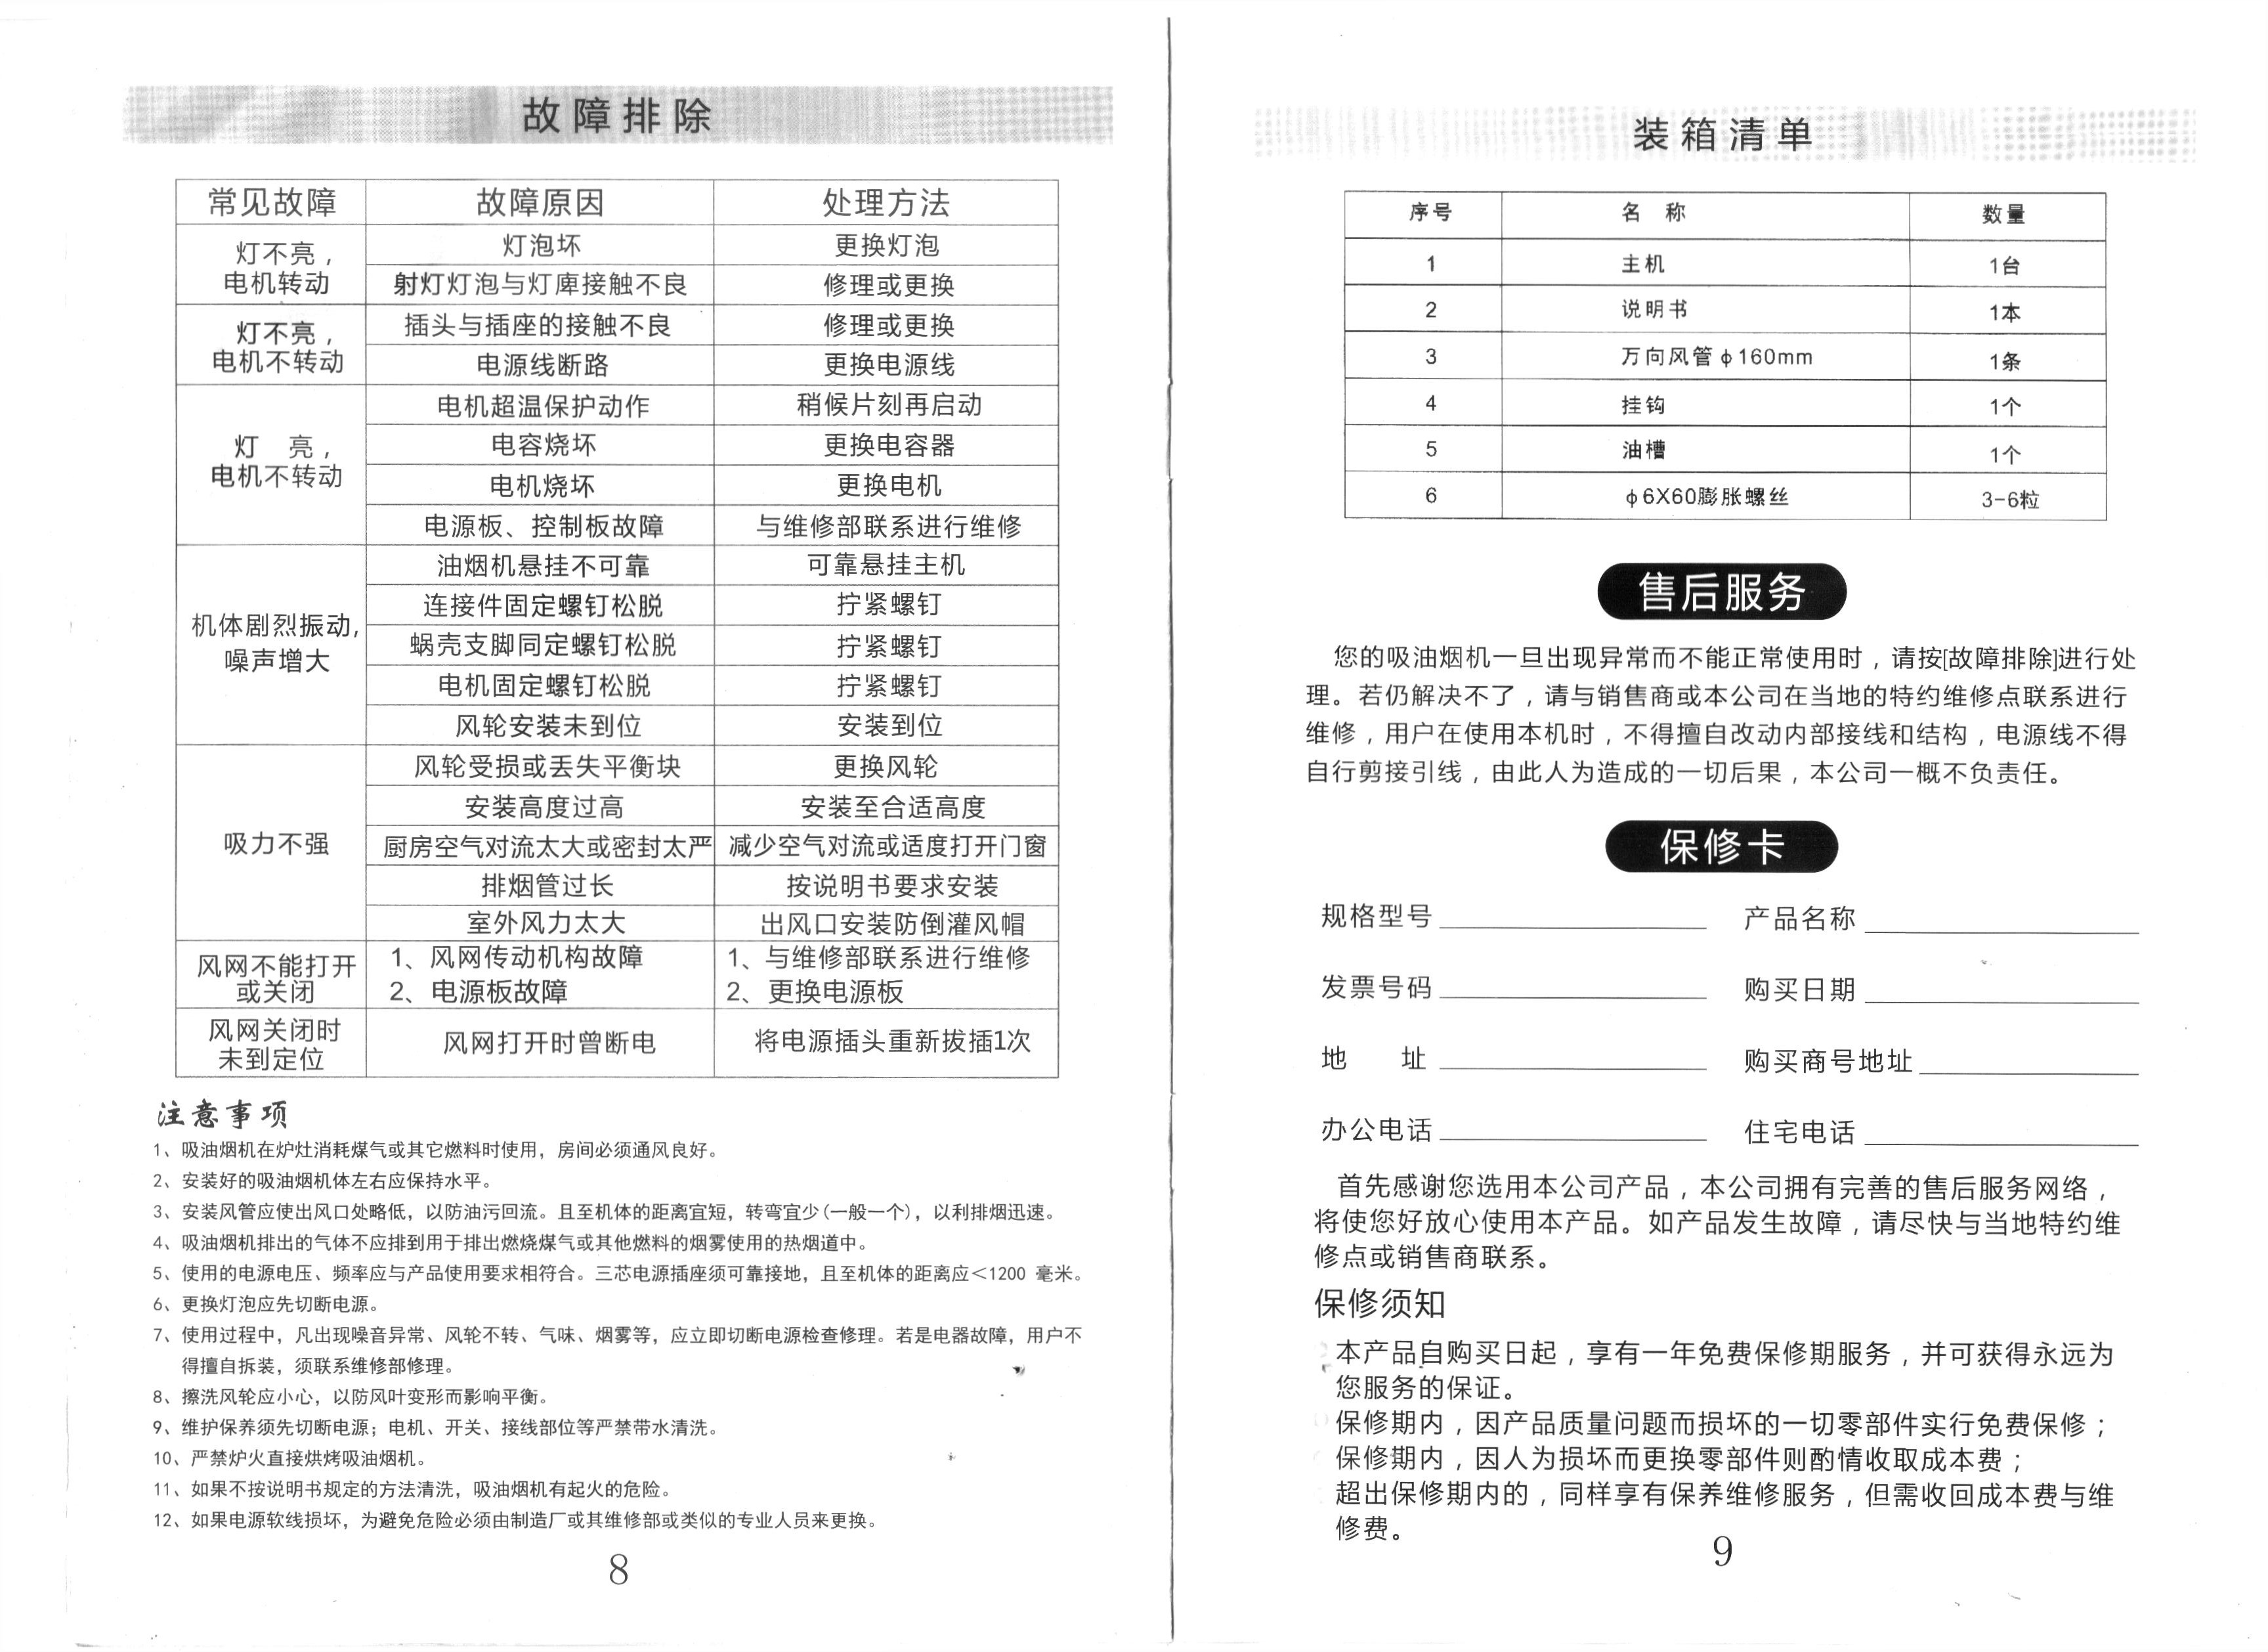 故障排除
常见故障 故障原因 处理方法
灯不亮，
电机转动
灯泡坏 更换灯泡
射灯灯泡与灯庳接触不良 修理或更换
灯不亮，
电机不转动
插头与插座的接触不良 修理或更换
电源线断路 更换电源线
灯 亮，
电机不转动
电机超温保护动作 稍候片刻再启动
电容烧坏 更换电容器
电机烧坏 更换电机
电源板、控制板故障 与维修部联系进行维修
机体剧烈振动,
噪声增大
油烟机悬挂不可靠 可靠悬挂主机
连接件固定螺钉松脱 拧紧螺钉
蜗壳支脚同定螺钉松脱 拧紧螺钉
电机固定螺钉松脱 拧紧螺钉
风轮安装未到位 安装到位
吸力不强
风轮受损或丢失平衡块 更换风轮
安装高度过高 安装至合适高度
厨房空气对流太大或密封太严 减少空气对流或适度打开门窗
排烟管过长 按说明书要求安装
室外风力太大 出风口安装防倒灌风帽
风网不能打开
或关闭
1、风网传动机构故障 1、与维修部联系进行维修
2、电源板故障 2、更换电源板
风网关闭时
未到定位
风网打开时曾断电 将电源插头重新拔插1次
注意事项
1、吸油烟机在炉灶消耗煤气或其它燃料时使用，房间必须通风良好。
2、安装好的吸油烟机体左右应保持水平。
3、安装风管应使出风口处略低，以防油污回流。且至机体的距离宜短，转弯宜少(一般一个)，以利排烟迅速。
4、吸油烟机排出的气体不应排到用于排出燃烧煤气或其他燃料的烟雾使用的热烟道中。
5、使用的电源电压、频率应与产品使用要求相符合。三芯电源插座须可靠接地，且至机体的距离应＜1200 毫米。
6、更换灯泡应先切断电源。
7、使用过程中，凡出现噪音异常、风轮不转、气味、烟雾等，应立即切断电源检查修理。若是电器故障，用户不
得擅自拆装，须联系维修部修理。
8、擦洗风轮应小心，以防风叶变形而影响平衡。
9、维护保养须先切断电源；电机、开关、接线部位等严禁带水清洗。
10、严禁炉火直接烘烤吸油烟机。
11、如果不按说明书规定的方法清洗，吸油烟机有起火的危险。
12、如果电源软线损坏，为避免危险必须由制造厂或其维修部或类似的专业人员来更换。
8
装箱清单
序号 名 称 数量
1 主机 1台
2 说明书 1本
3 万向风管φ160mm 1条
4 挂钩 1个
5 油槽 1个
6 φ6X60膨胀螺丝 3-6粒
售后服务
您的吸油烟机一旦出现异常而不能正常使用时，请按[故障排除]进行处
理。若仍解决不了，请与销售商或本公司在当地的特约维修点联系进行
维修，用户在使用本机时，不得擅自改动内部接线和结构，电源线不得
自行剪接引线，由此人为造成的一切后果，本公司一概不负责任。
保修卡
规格型号 产品名称
发票号码 购买日期
地 址 购买商号地址
办公电话 住宅电话
首先感谢您选用本公司产品，本公司拥有完善的售后服务网络，
将使您好放心使用本产品。如产品发生故障，请尽快与当地特约维
修点或销售商联系。
保修须知
本产品自购买日起，享有一年免费保修期服务，并可获得永远为
您服务的保证。
保修期内，因产品质量问题而损坏的一切零部件实行免费保修；
保修期内，因人为损坏而更换零部件则酌情收取成本费；
超出保修期内的，同样享有保养维修服务，但需收回成本费与维
修费。
9